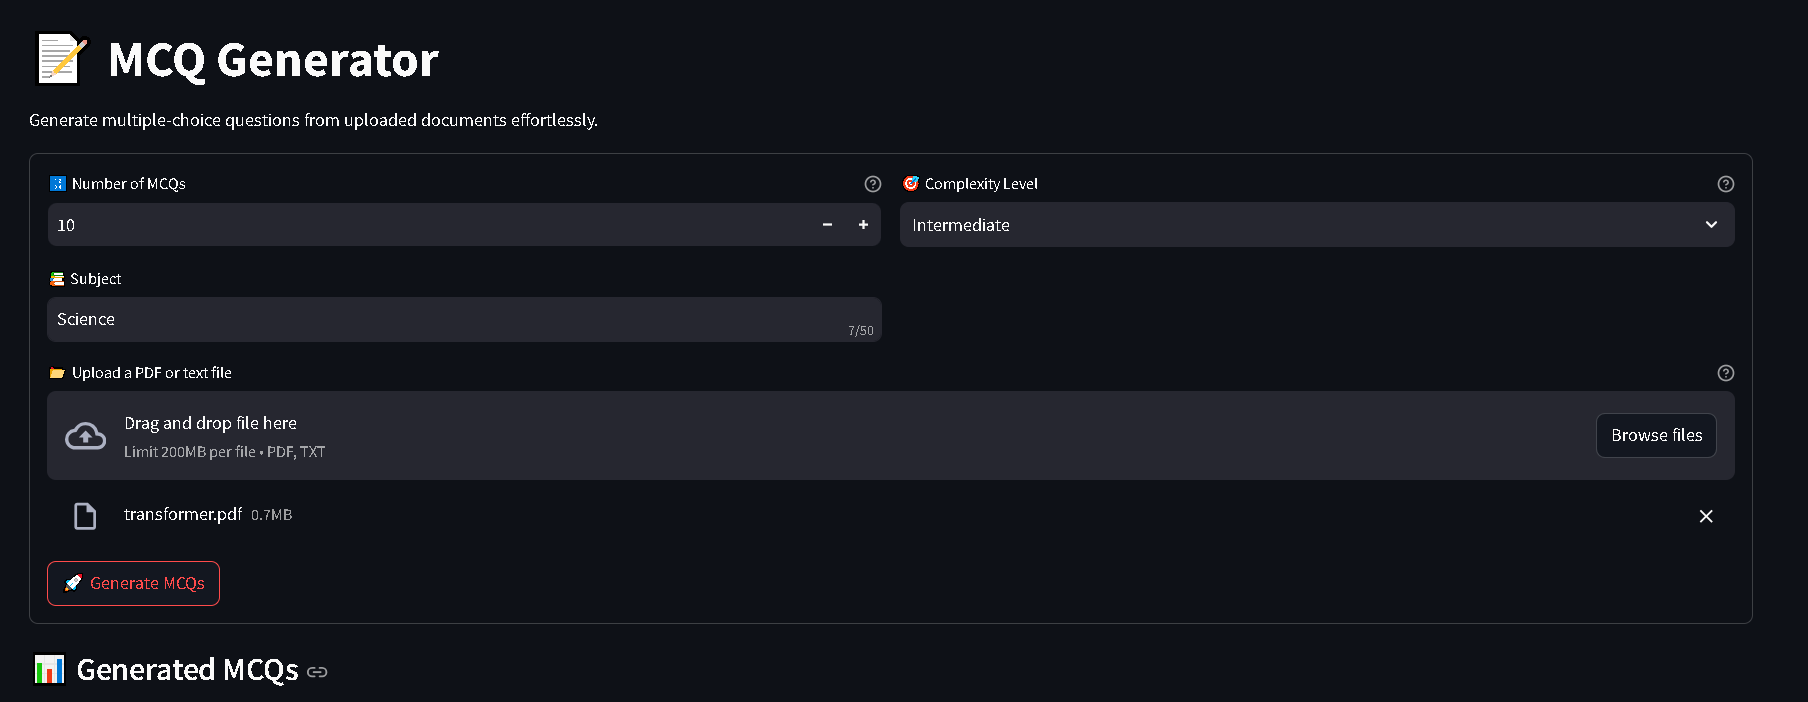 MCQ Generator
Generate multiple-choice questions from uploaded documents effortlessly.
Number of MCQs
Complexity Level
10
Intermediate
Subject
Science
7/50
Upload a PDF or text file
Drag and drop file here
Limit 200MB per file • PDF, TXT
Browse files
transformer.pdf 0.7MB
Generate MCQs
Generated MCQs